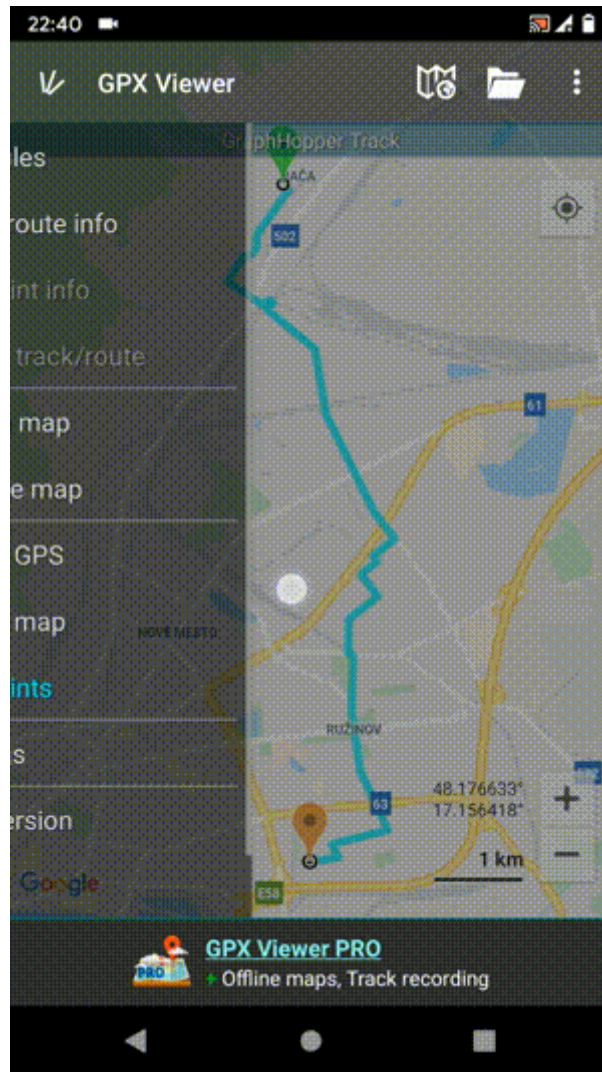 22:40
GPX Viewer
GraphHopper Track
les
AČA
route info
502
int info
track/route
61
map
e map
GPS
map
NOVÉ MESTO
ints
RUŽINOV
s
48.176633°
17.156418°
63
ersion
1 km
Google
E58
GPX Viewer PRO
PRO
+ Offline maps, Track recording